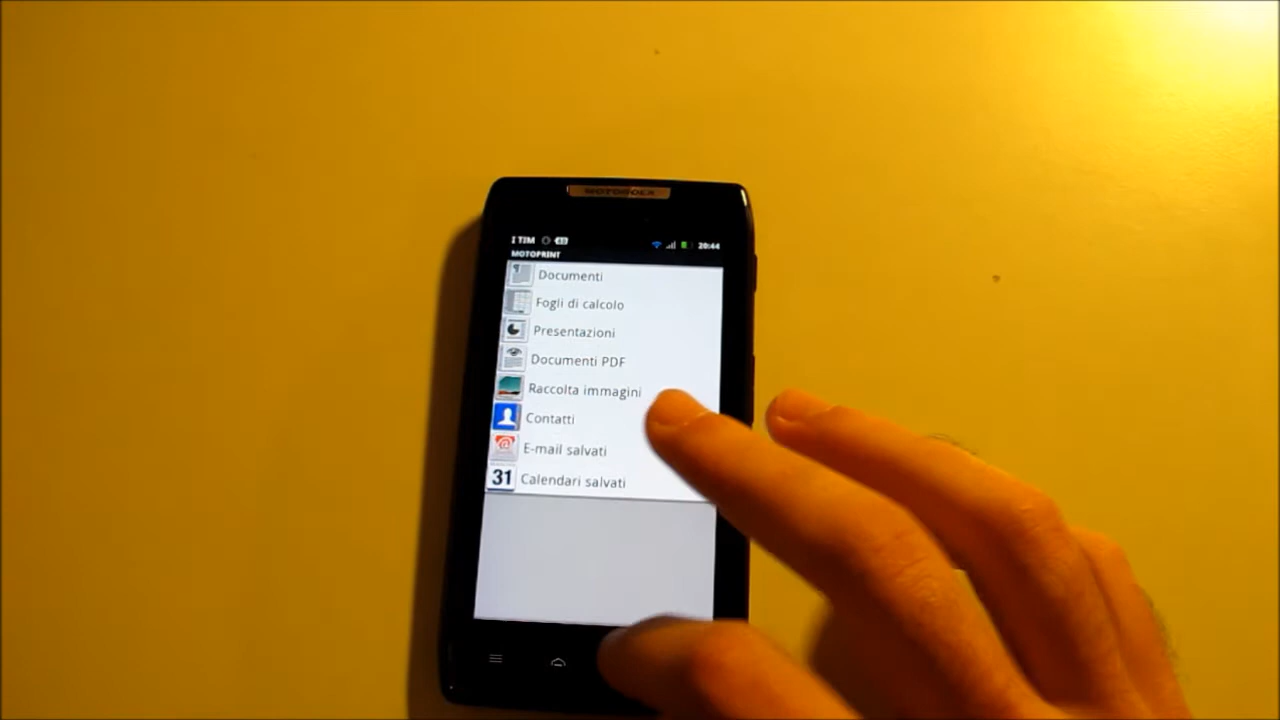 MOTOROLA
I TIM
20:44
MOTOPRINT
Documenti
Fogli di calcolo
Presentazioni
Documenti PDF
Raccolta immagini
Contatti
E-mail salvati
31 Calendari salvati